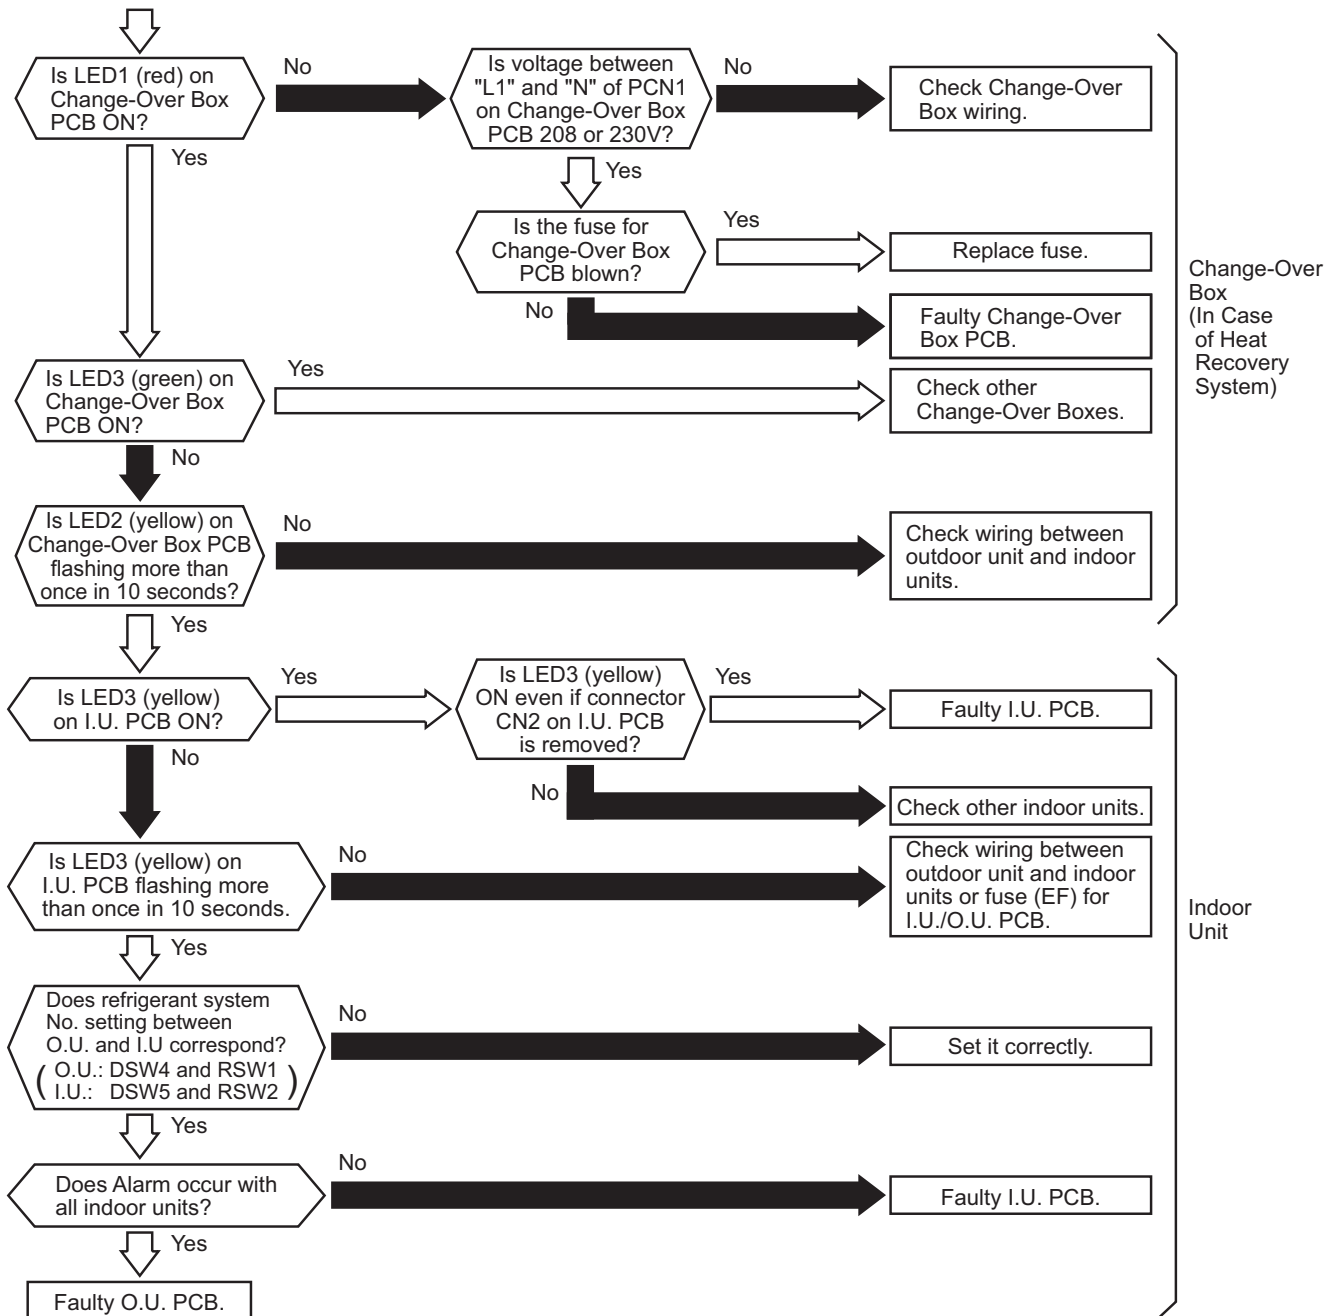 Is LED1 (red) on
Change-Over Box
PCB ON?
No
Is voltage between
"L1" and "N" of PCN1
on Change-Over Box
PCB 208 or 230V?
No
Check Change-Over
Box wiring.
Yes
Yes
Is the fuse for
Change-Over Box
PCB blown?
Yes
Replace fuse.
No
Faulty Change-Over
Box PCB.
Change-Over
Box
(In Case
of Heat
Recovery
System)
Is LED3 (green) on
Change-Over Box
PCB ON?
Yes
Check other
Change-Over Boxes.
No
Is LED2 (yellow) on
Change-Over Box PCB
flashing more than
once in 10 seconds?
No
Check wiring between
outdoor unit and indoor
units.
Yes
Is LED3 (yellow)
on I.U. PCB ON?
Yes
Is LED3 (yellow)
ON even if connector
CN2 on I.U. PCB
is removed?
Yes
Faulty I.U. PCB.
No
No
Check other indoor units.
Is LED3 (yellow) on
I.U. PCB flashing more
than once in 10 seconds.
No
Check wiring between
outdoor unit and indoor
units or fuse (EF) for
I.U./O.U. PCB.
Indoor
Unit
Yes
Does refrigerant system
No. setting between
O.U. and I.U correspond?
( O.U.: DSW4 and RSW1
I.U.: DSW5 and RSW2 )
No
Set it correctly.
Yes
Does Alarm occur with
all indoor units?
No
Faulty I.U. PCB.
Yes
Faulty O.U. PCB.